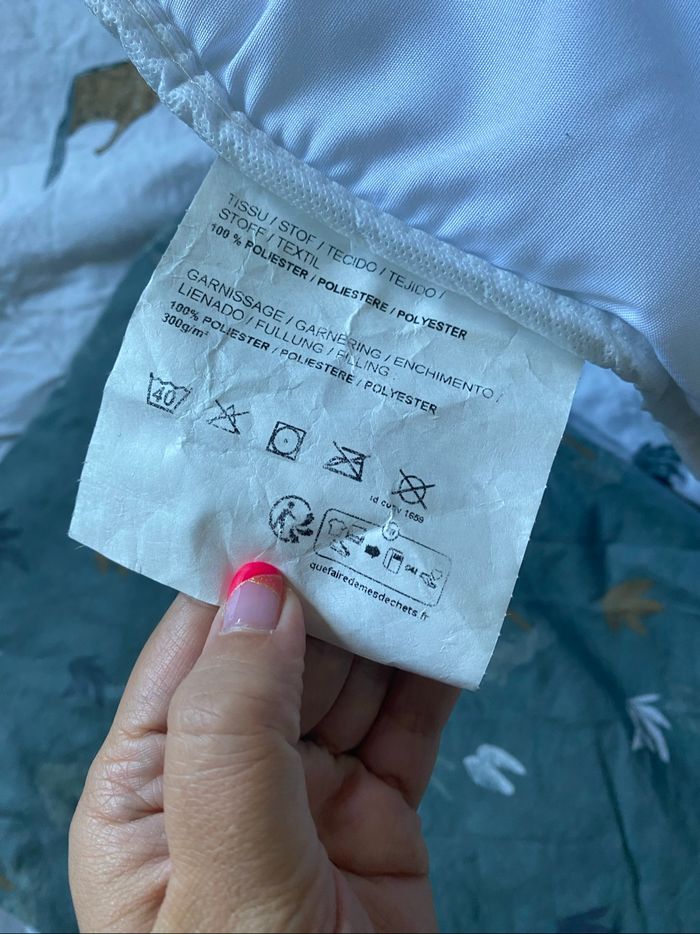 TISSU / STOF / TECIDO / TEJIDO /
STOFF / TEXTIL
100 % POLIESTER / POLIESTERE / POLYESTER
GARNISSAGE / GARNERING / ENCHIMENTO /
LIENADO / FULLUNG / FILLING
100% POLIESTER / POLIESTERE / POLYESTER
300g/m²
40
id couv 1659
quefairedemesdechets.fr